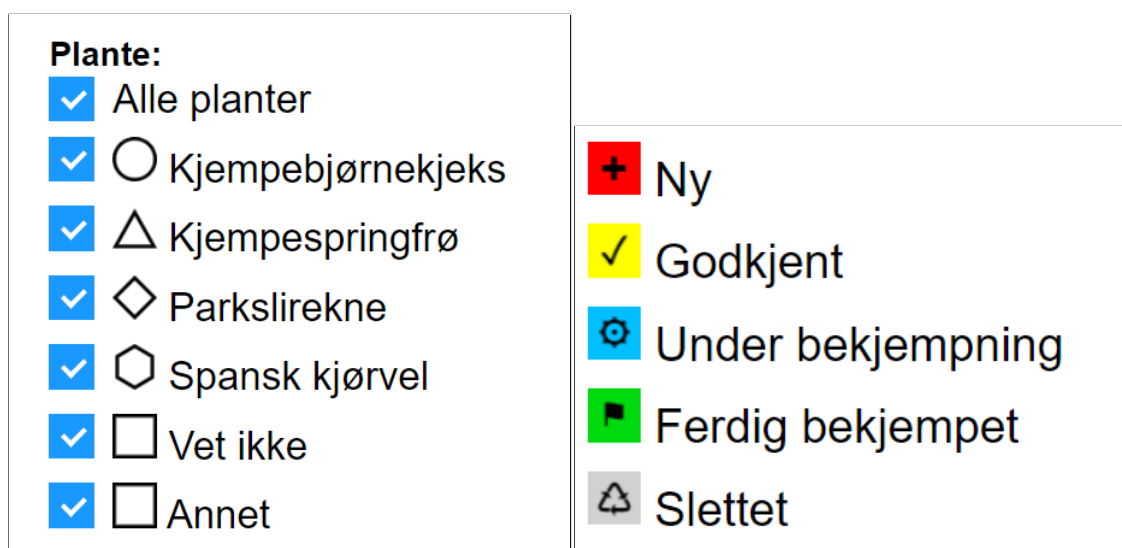 Plante:
Alle planter
Kjempebjørnekjeks
Kjempespringfrø
Parkslirekne
Spansk kjørvel
Vet ikke
Annet
Ny
Godkjent
Under bekjempning
Ferdig bekjempet
Slettet